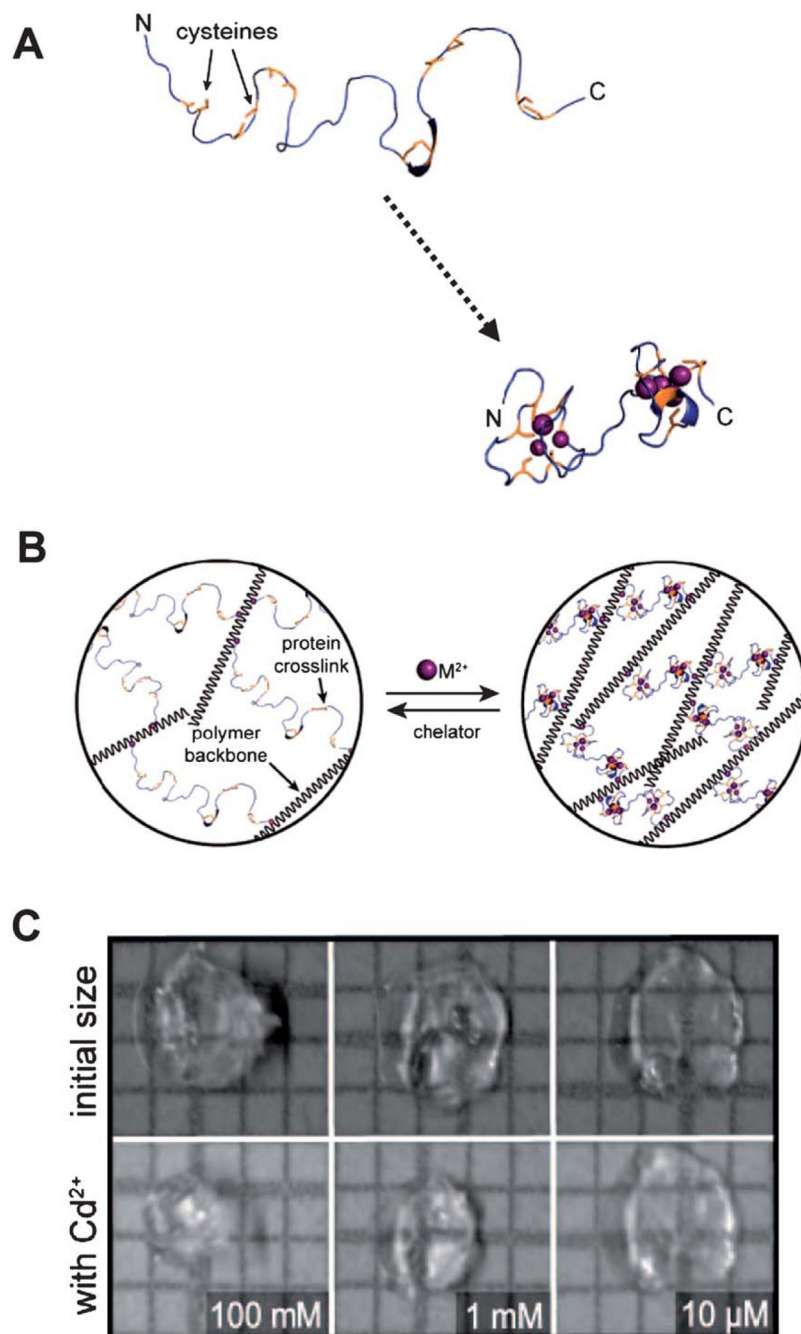 A
N
cysteines
C
N
C
B
protein
crosslink
polymer
backbone
M²⁺
chelator
C
initial size
with Cd²⁺
100 mM
1 mM
10 µM